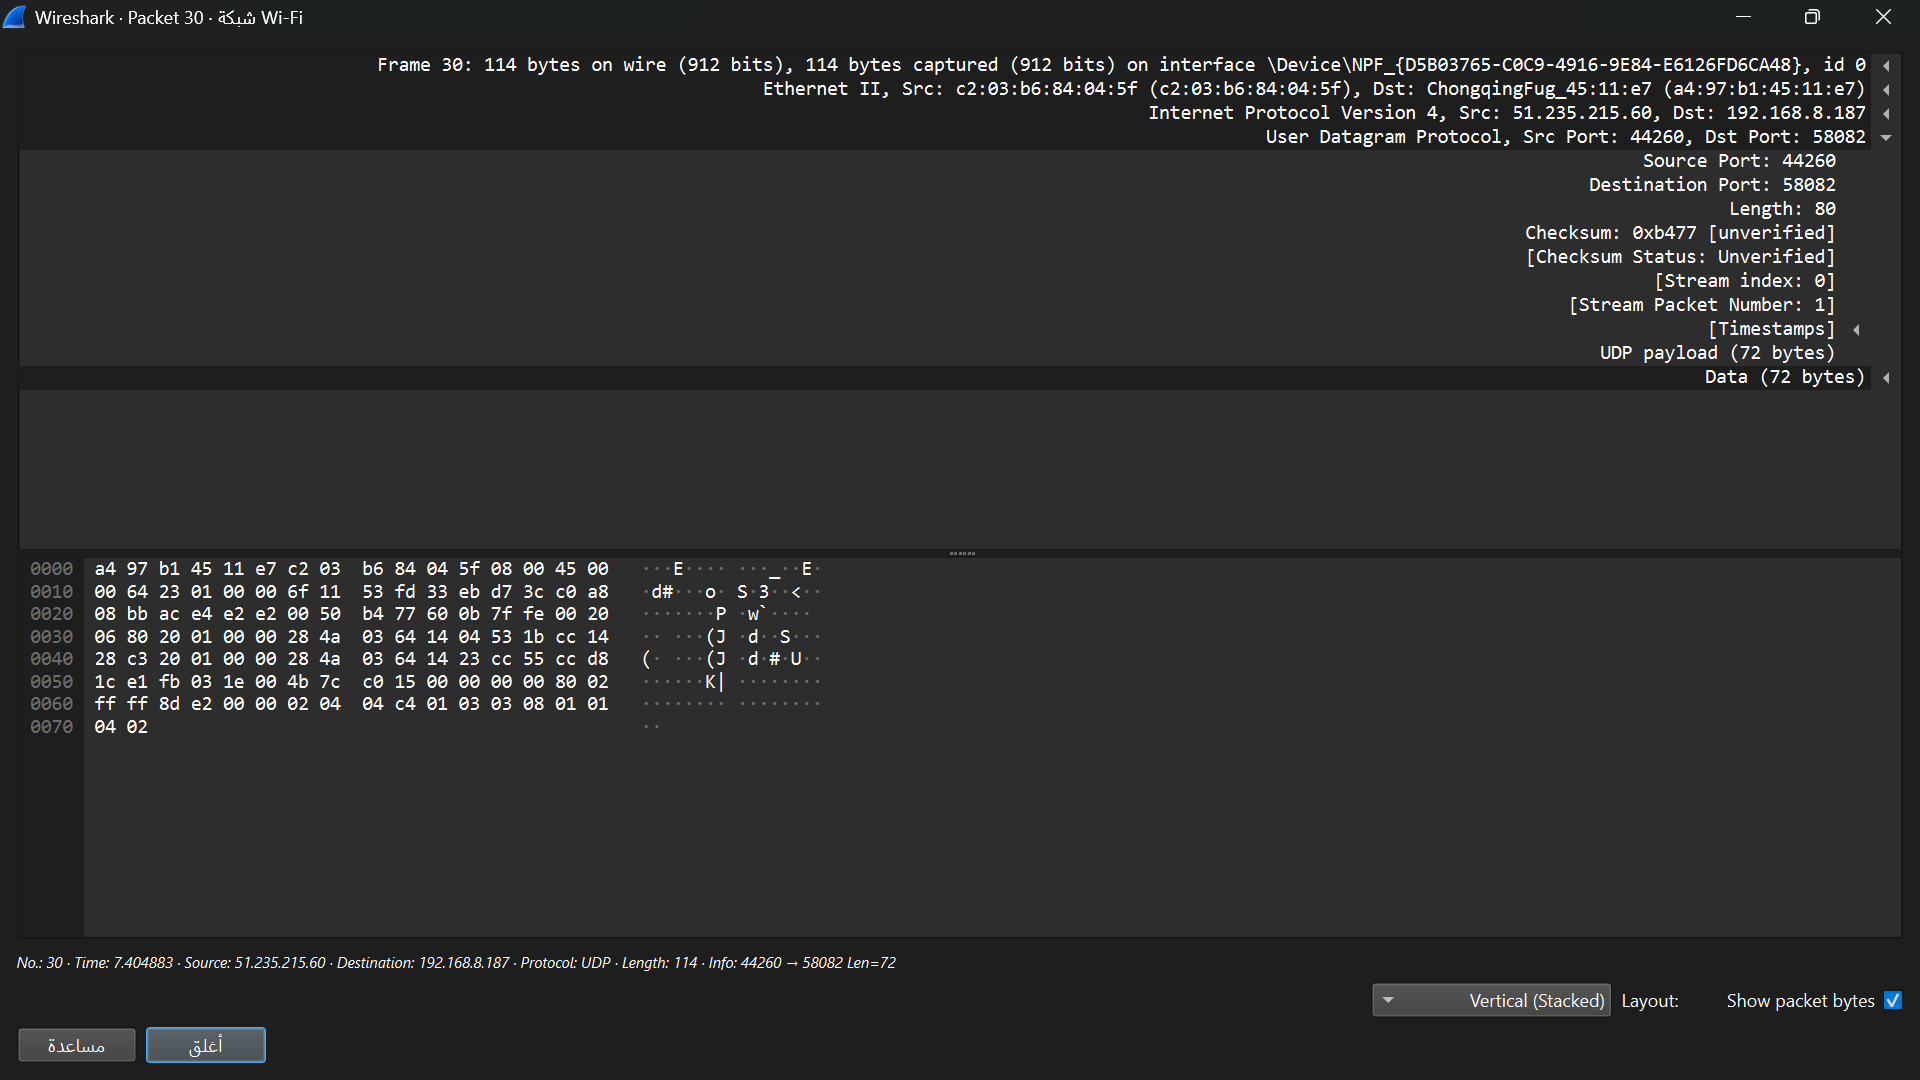 Wireshark · Packet 30 · شبكة Wi-Fi
Frame 30: 114 bytes on wire (912 bits), 114 bytes captured (912 bits) on interface \Device\NPF_{D5B03765-C0C9-4916-9E84-E6126FD6CA48}, id 0
Ethernet II, Src: c2:03:b6:84:04:5f (c2:03:b6:84:04:5f), Dst: ChongqingFug_45:11:e7 (a4:97:b1:45:11:e7)
Internet Protocol Version 4, Src: 51.235.215.60, Dst: 192.168.8.187
User Datagram Protocol, Src Port: 44260, Dst Port: 58082
Source Port: 44260
Destination Port: 58082
Length: 80
Checksum: 0xb477 [unverified]
[Checksum Status: Unverified]
[Stream index: 0]
[Stream Packet Number: 1]
[Timestamps]
UDP payload (72 bytes)
Data (72 bytes)
0000 a4 97 b1 45 11 e7 c2 03 b6 84 04 5f 08 00 45 00 ···E···· ···_··E·
0010 00 64 23 01 00 00 6f 11 53 fd 33 eb d7 3c c0 a8 ·d#···o· S·3··<··
0020 08 bb ac e4 e2 e2 00 50 b4 77 60 0b 7f fe 00 20 ·······P ·w`····
0030 06 80 20 01 00 00 28 4a 03 64 14 04 53 1b cc 14 ·· ···(J ·d··S···
0040 28 c3 20 01 00 00 28 4a 03 64 14 23 cc 55 cc d8 (· ···(J ·d·#·U··
0050 1c e1 fb 03 1e 00 4b 7c c0 15 00 00 00 00 80 02 ······K| ········
0060 ff ff 8d e2 00 00 02 04 04 c4 01 03 03 08 01 01 ········ ········
0070 04 02 ··
No.: 30 · Time: 7.404883 · Source: 51.235.215.60 · Destination: 192.168.8.187 · Protocol: UDP · Length: 114 · Info: 44260 → 58082 Len=72
Vertical (Stacked) Layout: Show packet bytes
مساعدة أغلق